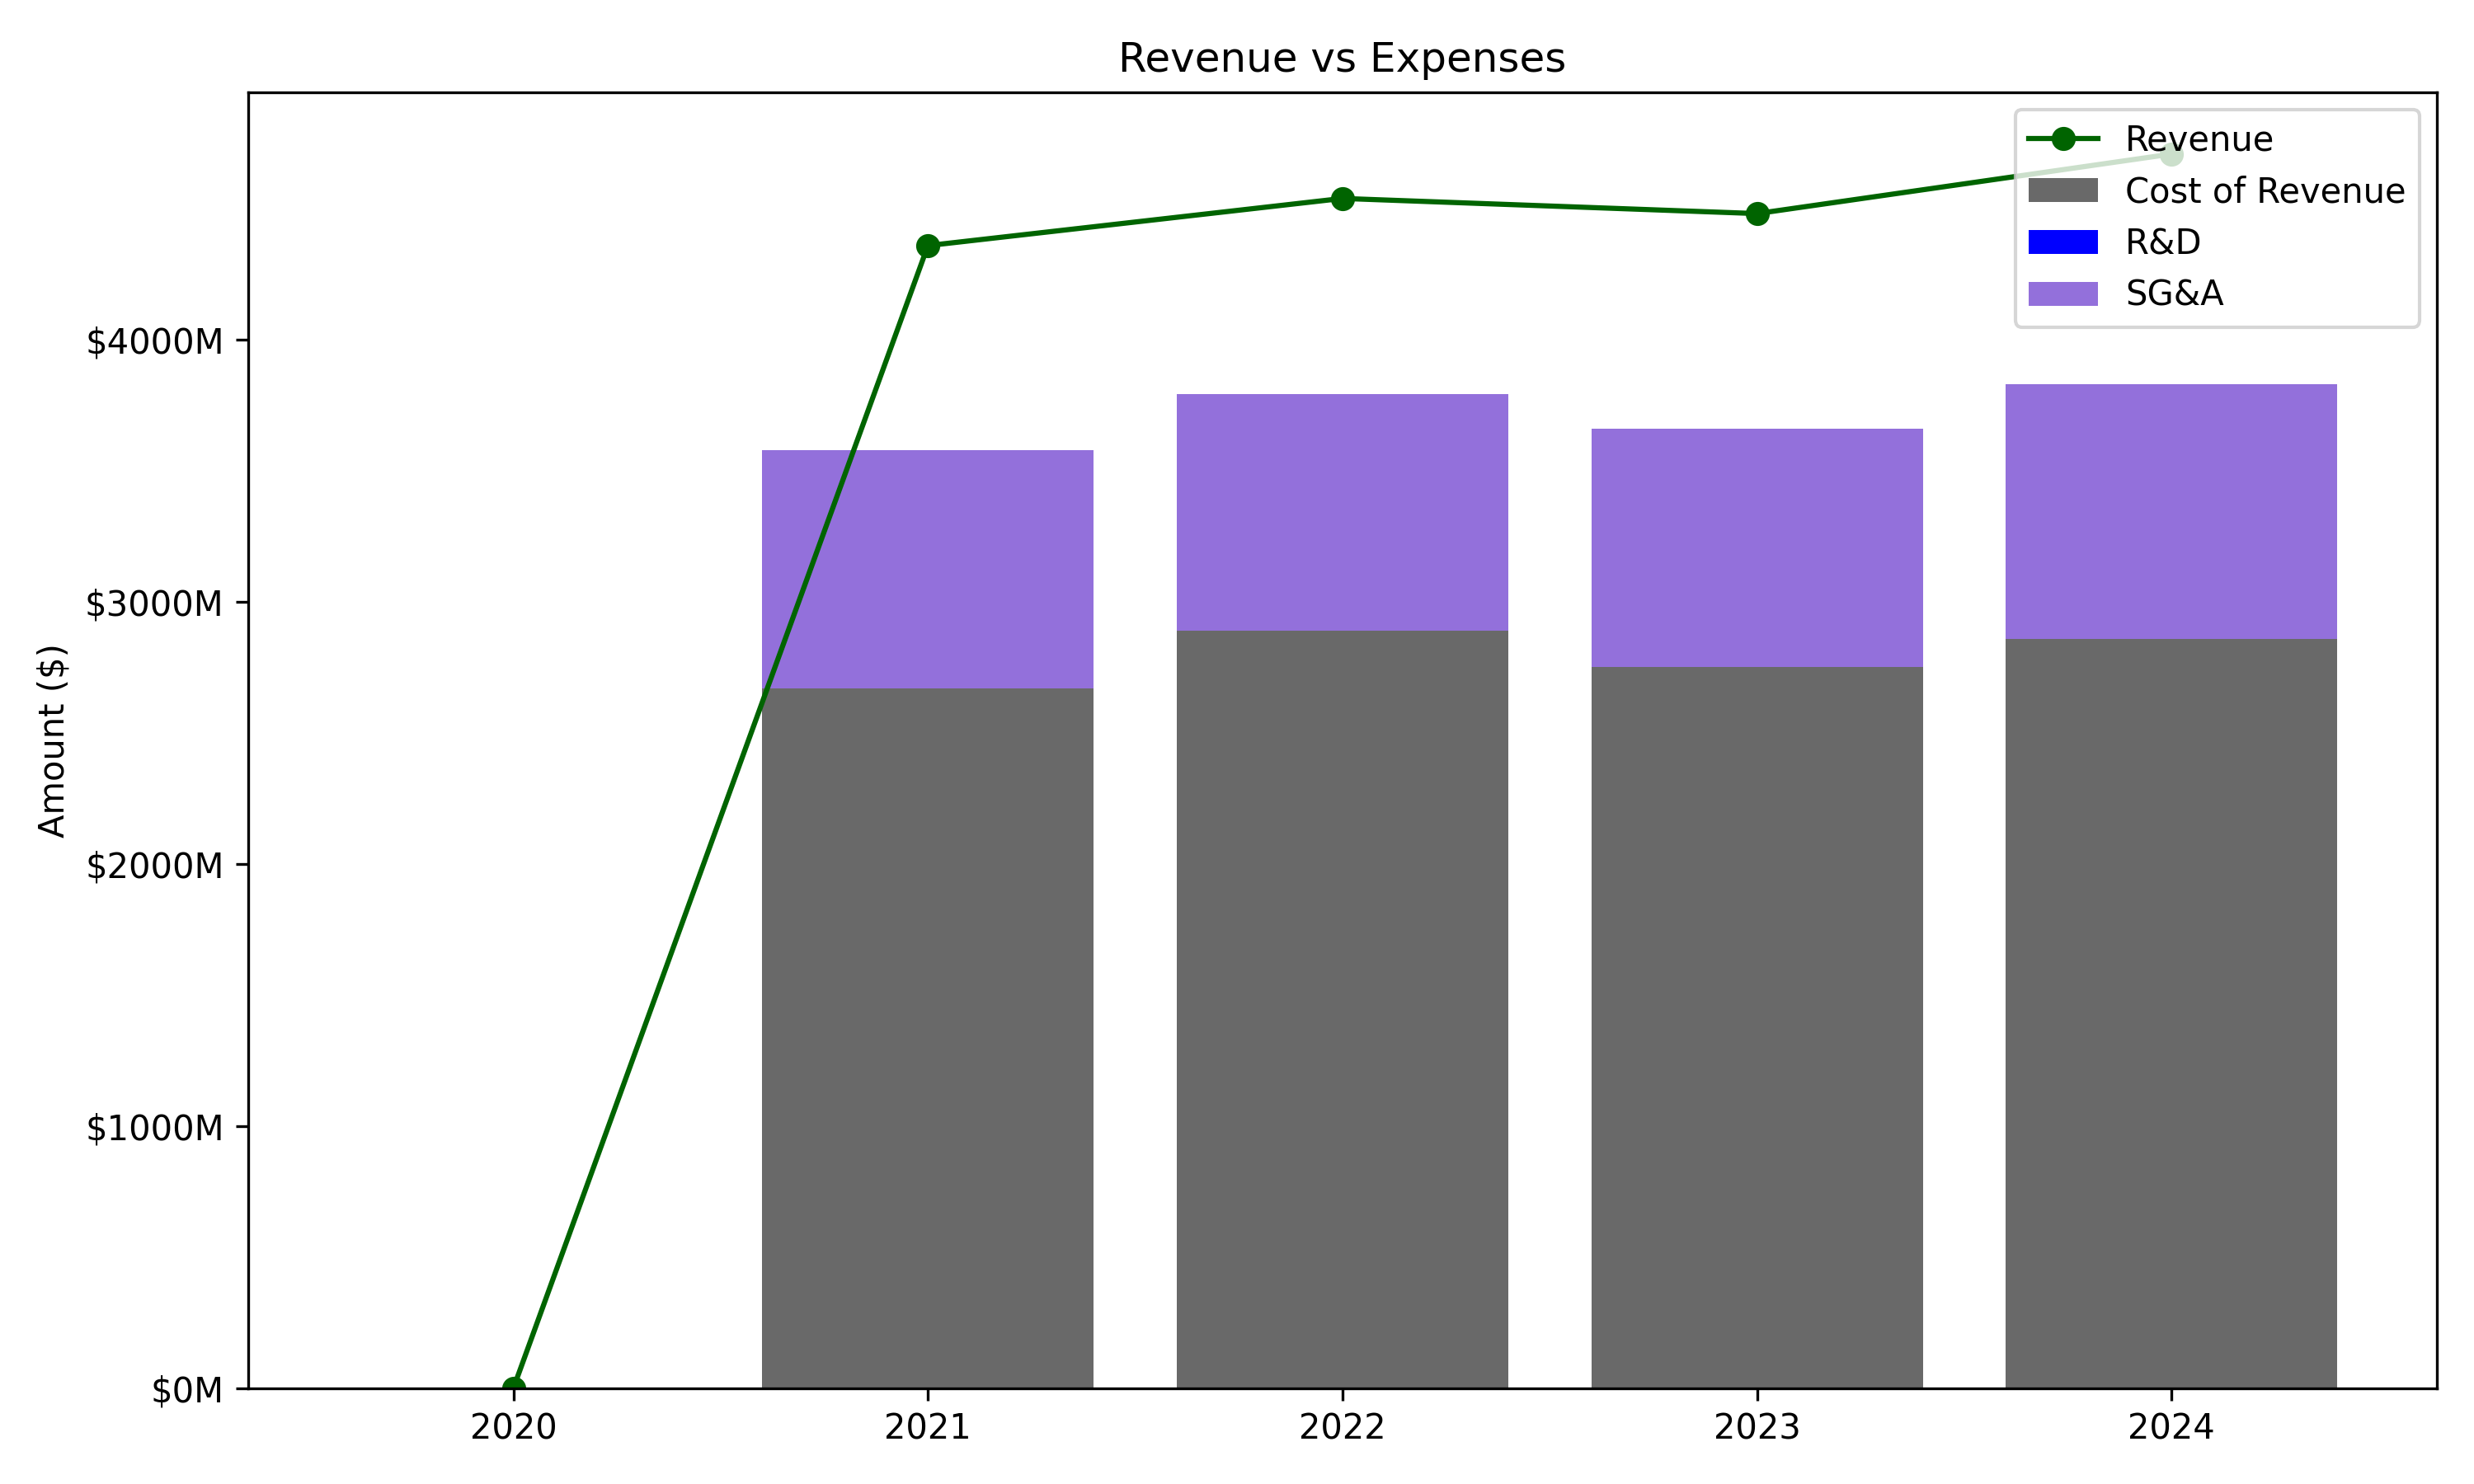 Revenue vs Expenses
Revenue
Cost of Revenue
R&D
SG&A
Amount ($)
$4000M
$3000M
$2000M
$1000M
$0M
2020
2021
2022
2023
2024